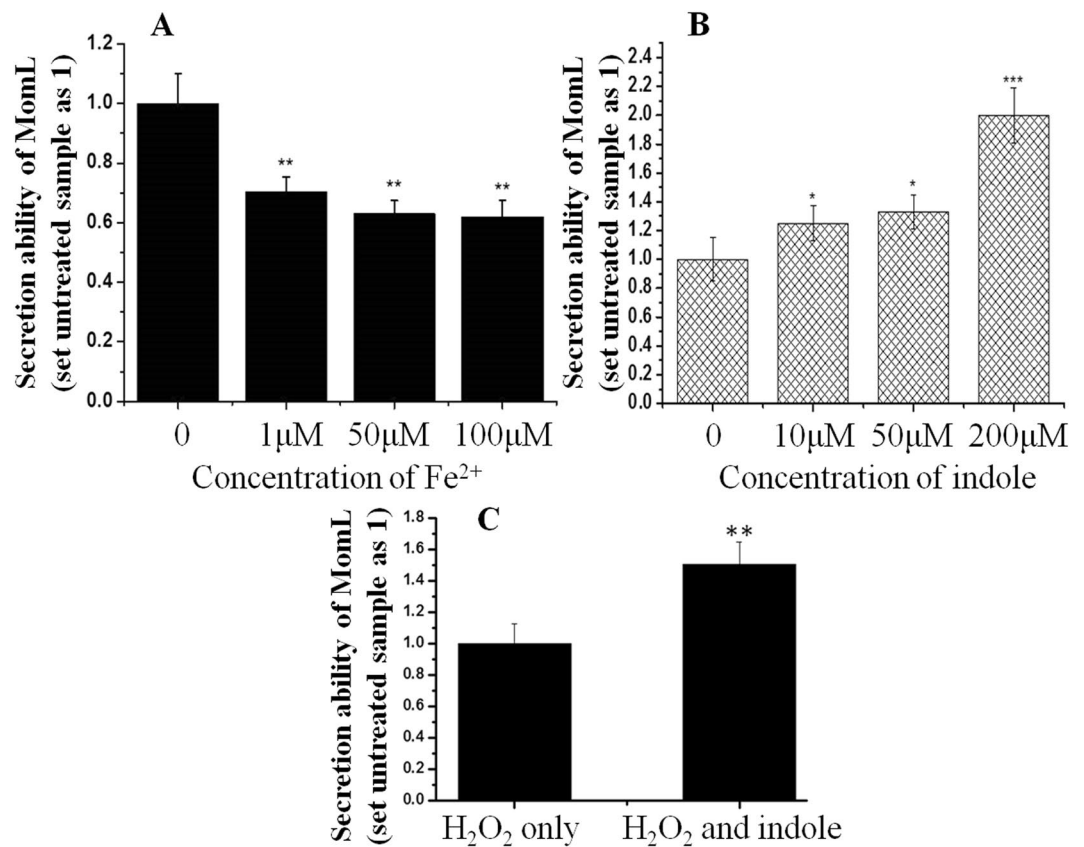 A
Secretion ability of MomL
(set untreated sample as 1)
1.2
1.0
0.8
0.6
0.4
0.2
0.0
**
**
**
0 1μM 50μM 100μM
Concentration of Fe²⁺
B
Secretion ability of MomL
(set untreated sample as 1)
2.4
2.2
2.0
1.8
1.6
1.4
1.2
1.0
0.8
0.6
0.4
0.2
0.0
*
*
***
0 10μM 50μM 200μM
Concentration of indole
C
Secretion ability of MomL
(set untreated sample as 1)
1.8
1.6
1.4
1.2
1.0
0.8
0.6
0.4
0.2
0.0
**
H₂O₂ only H₂O₂ and indole